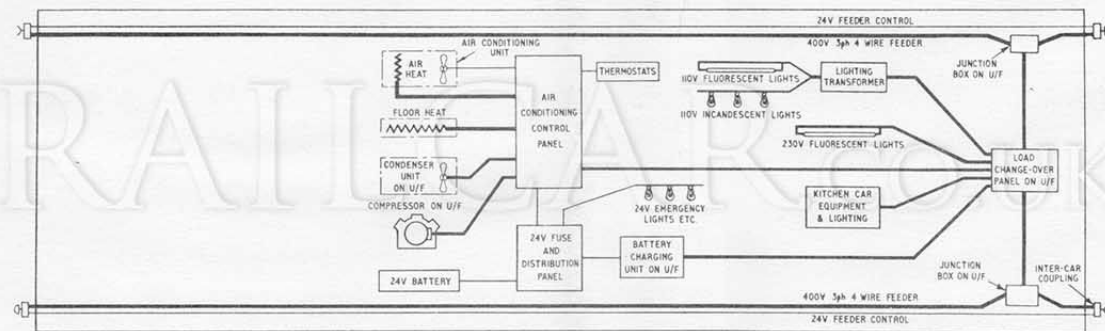 24V FEEDER CONTROL
400V 3ph 4 WIRE FEEDER
JUNCTION
BOX ON U/F
AIR CONDITIONING
UNIT
AIR
HEAT
AIR
CONDITIONING
CONTROL
PANEL
THERMOSTATS
110V FLUORESCENT LIGHTS
110V INCANDESCENT LIGHTS
LIGHTING
TRANSFORMER
FLOOR HEAT
230V FLUORESCENT LIGHTS
LOAD
CHANGE-OVER
PANEL ON U/F
CONDENSER
UNIT
ON U/F
COMPRESSOR ON U/F
24V EMERGENCY
LIGHTS ETC.
KITCHEN CAR
EQUIPMENT
& LIGHTING
24V FUSE
AND
DISTRIBUTION
PANEL
BATTERY
CHARGING
UNIT ON U/F
24V BATTERY
JUNCTION
BOX ON U/F
INTER-CAR
COUPLING
400V 3ph 4 WIRE FEEDER
24V FEEDER CONTROL
RAILCAR.CO.UK